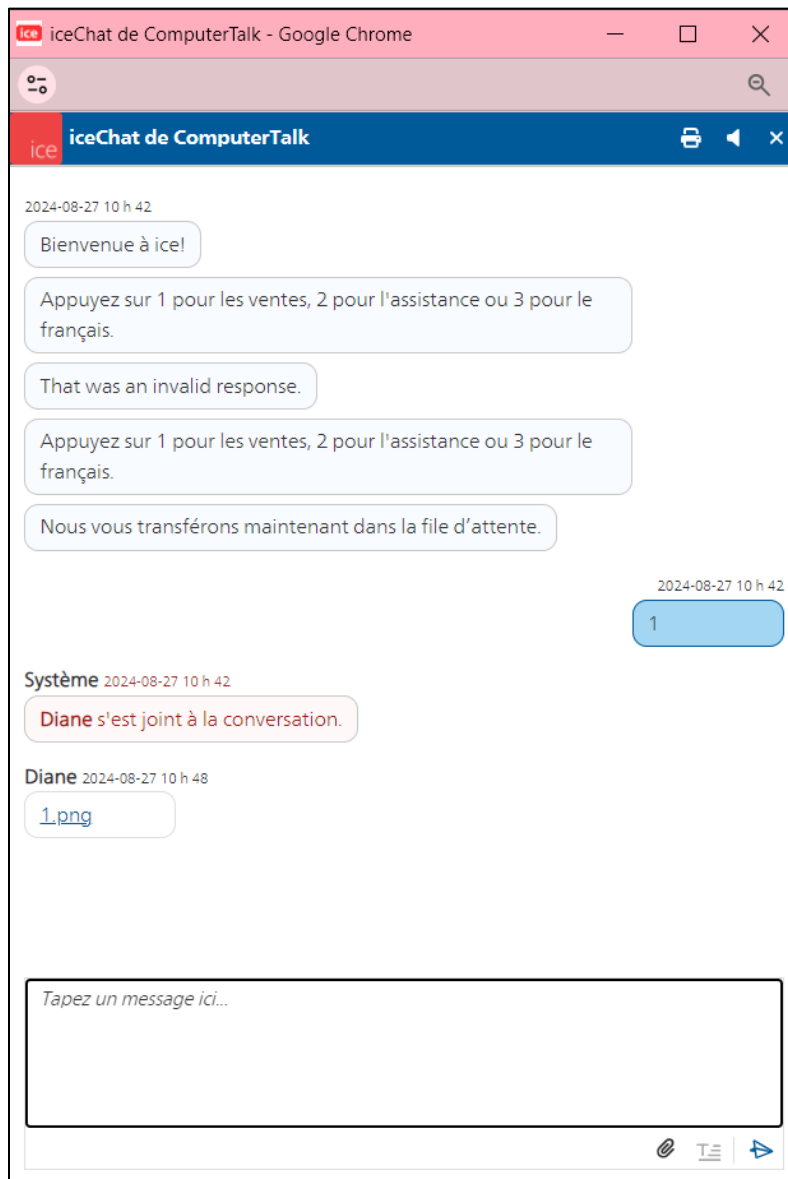 ice iceChat de ComputerTalk - Google Chrome
ice iceChat de ComputerTalk
2024-08-27 10 h 42
Bienvenue à ice!
Appuyez sur 1 pour les ventes, 2 pour l'assistance ou 3 pour le
français.
That was an invalid response.
Appuyez sur 1 pour les ventes, 2 pour l'assistance ou 3 pour le
français.
Nous vous transférons maintenant dans la file d’attente.
2024-08-27 10 h 42
1
Système 2024-08-27 10 h 42
Diane s'est joint à la conversation.
Diane 2024-08-27 10 h 48
1.png
Tapez un message ici...